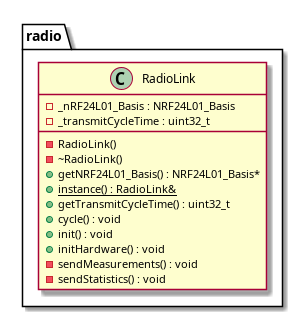 radio
C RadioLink
_nRF24L01_Basis : NRF24L01_Basis
_transmitCycleTime : uint32_t
RadioLink()
~RadioLink()
getNRF24L01_Basis() : NRF24L01_Basis*
instance() : RadioLink&
getTransmitCycleTime() : uint32_t
cycle() : void
init() : void
initHardware() : void
sendMeasurements() : void
sendStatistics() : void